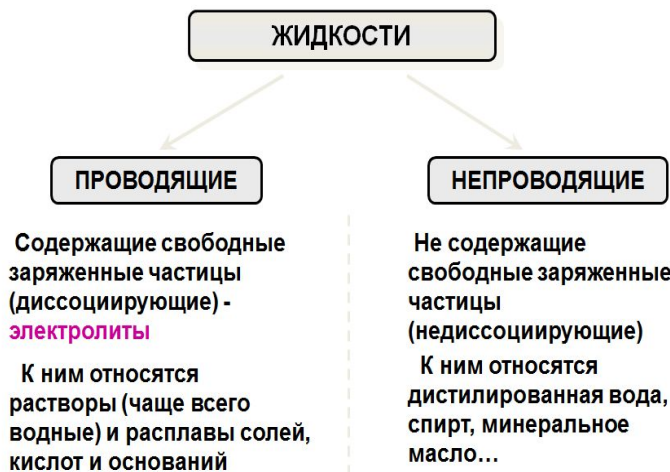 ЖИДКОСТИ
ПРОВОДЯЩИЕ
Содержащие свободные
заряженные частицы
(диссоциирующие) -
электролиты
К ним относятся
растворы (чаще всего
водные) и расплавы солей,
кислот и оснований
НЕПРОВОДЯЩИЕ
Не содержащие
свободные заряженные
частицы
(недиссоциирующие)
К ним относятся
дистилированная вода,
спирт, минеральное
масло...